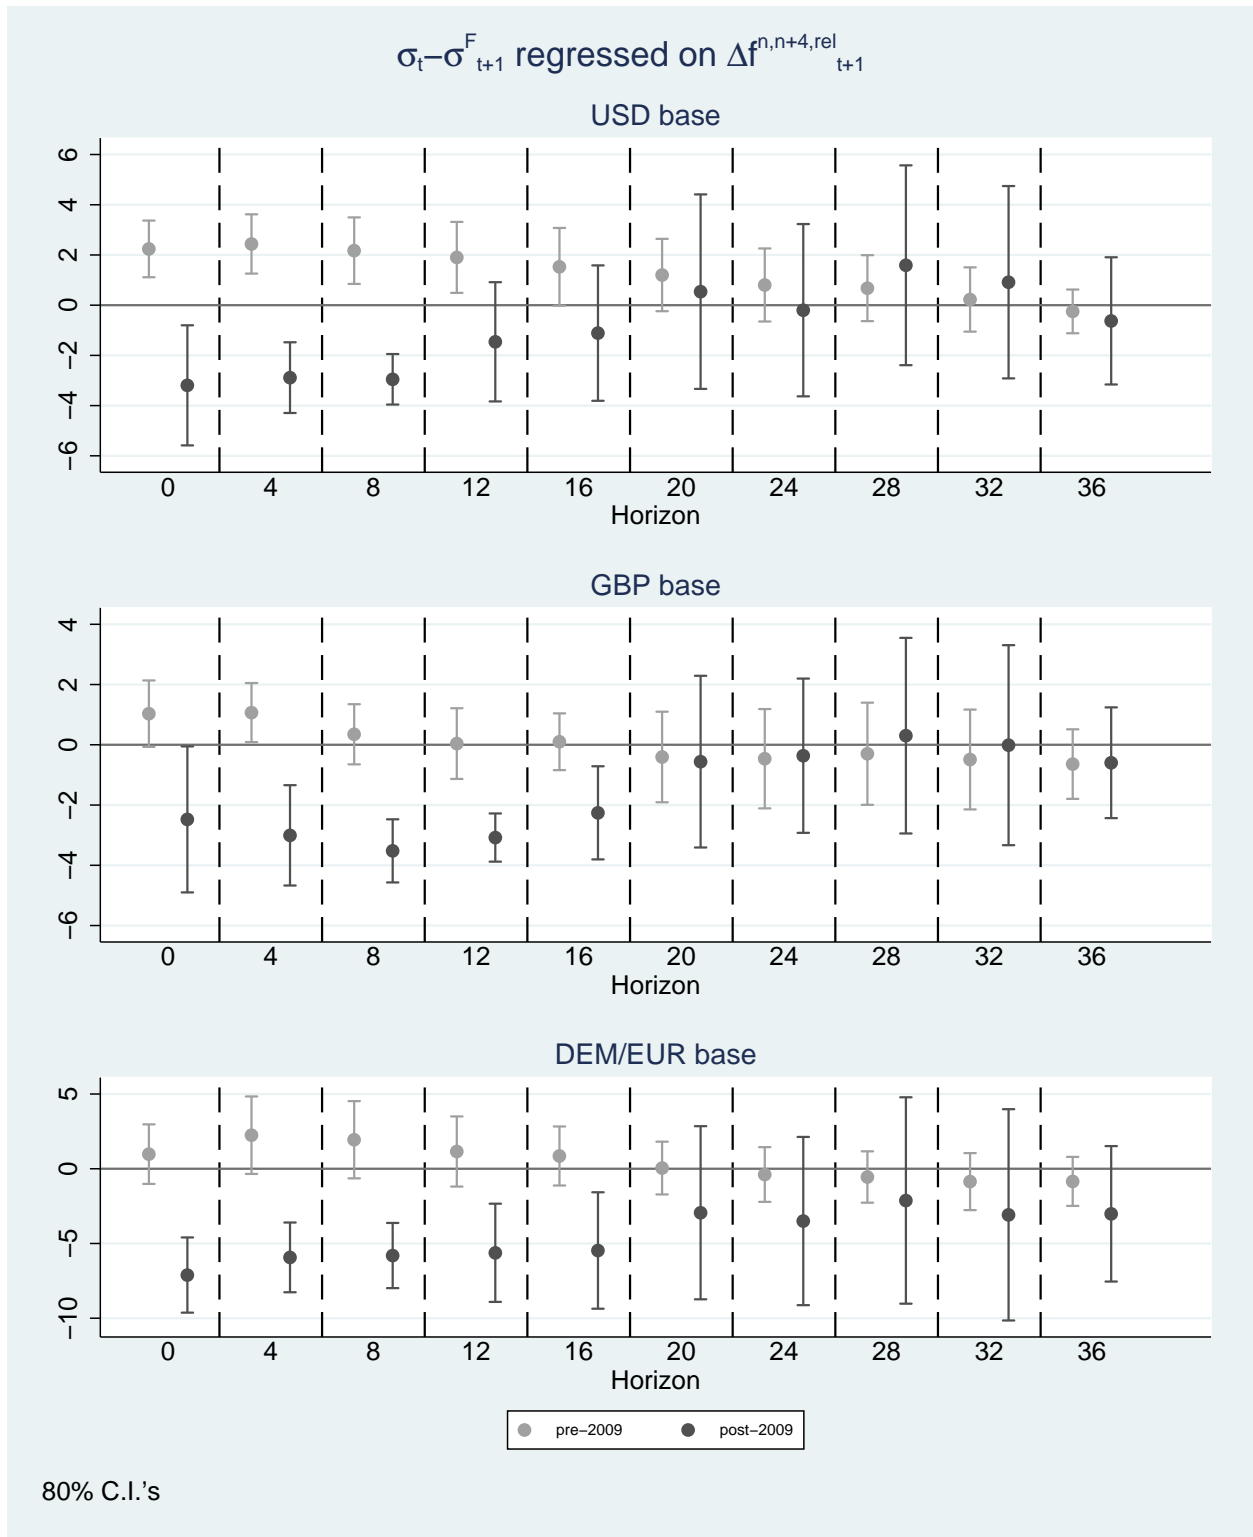 σt–σFt+1 regressed on Δfn,n+4,relt+1
USD base
6
4
2
0
–2
–4
–6
0 4 8 12 16 20 24 28 32 36
Horizon
GBP base
4
2
0
–2
–4
–6
0 4 8 12 16 20 24 28 32 36
Horizon
DEM/EUR base
5
0
–5
–10
0 4 8 12 16 20 24 28 32 36
Horizon
pre–2009 post–2009
80% C.I.'s